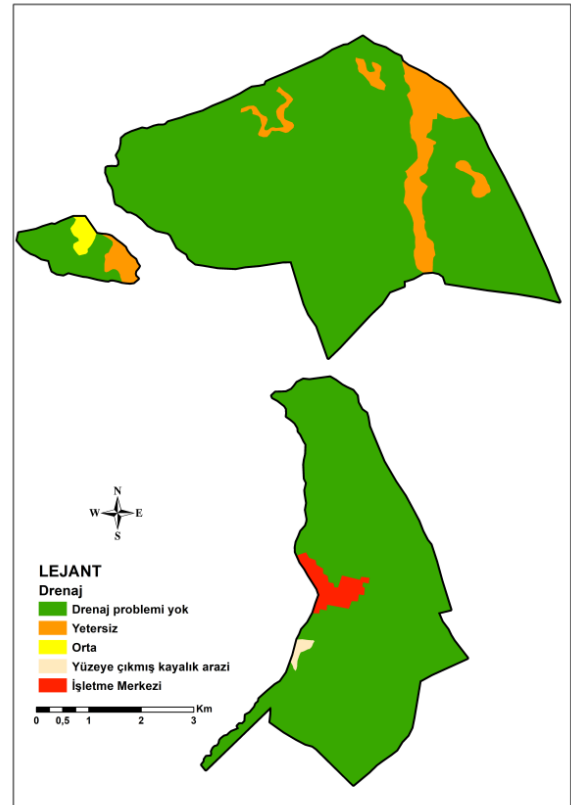 N
W E
S
LEJANT
Drenaj
Drenaj problemi yok
Yetersiz
Orta
Yüzeye çıkmış kayalık arazi
İşletme Merkezi
Km
0 0,5 1 2 3